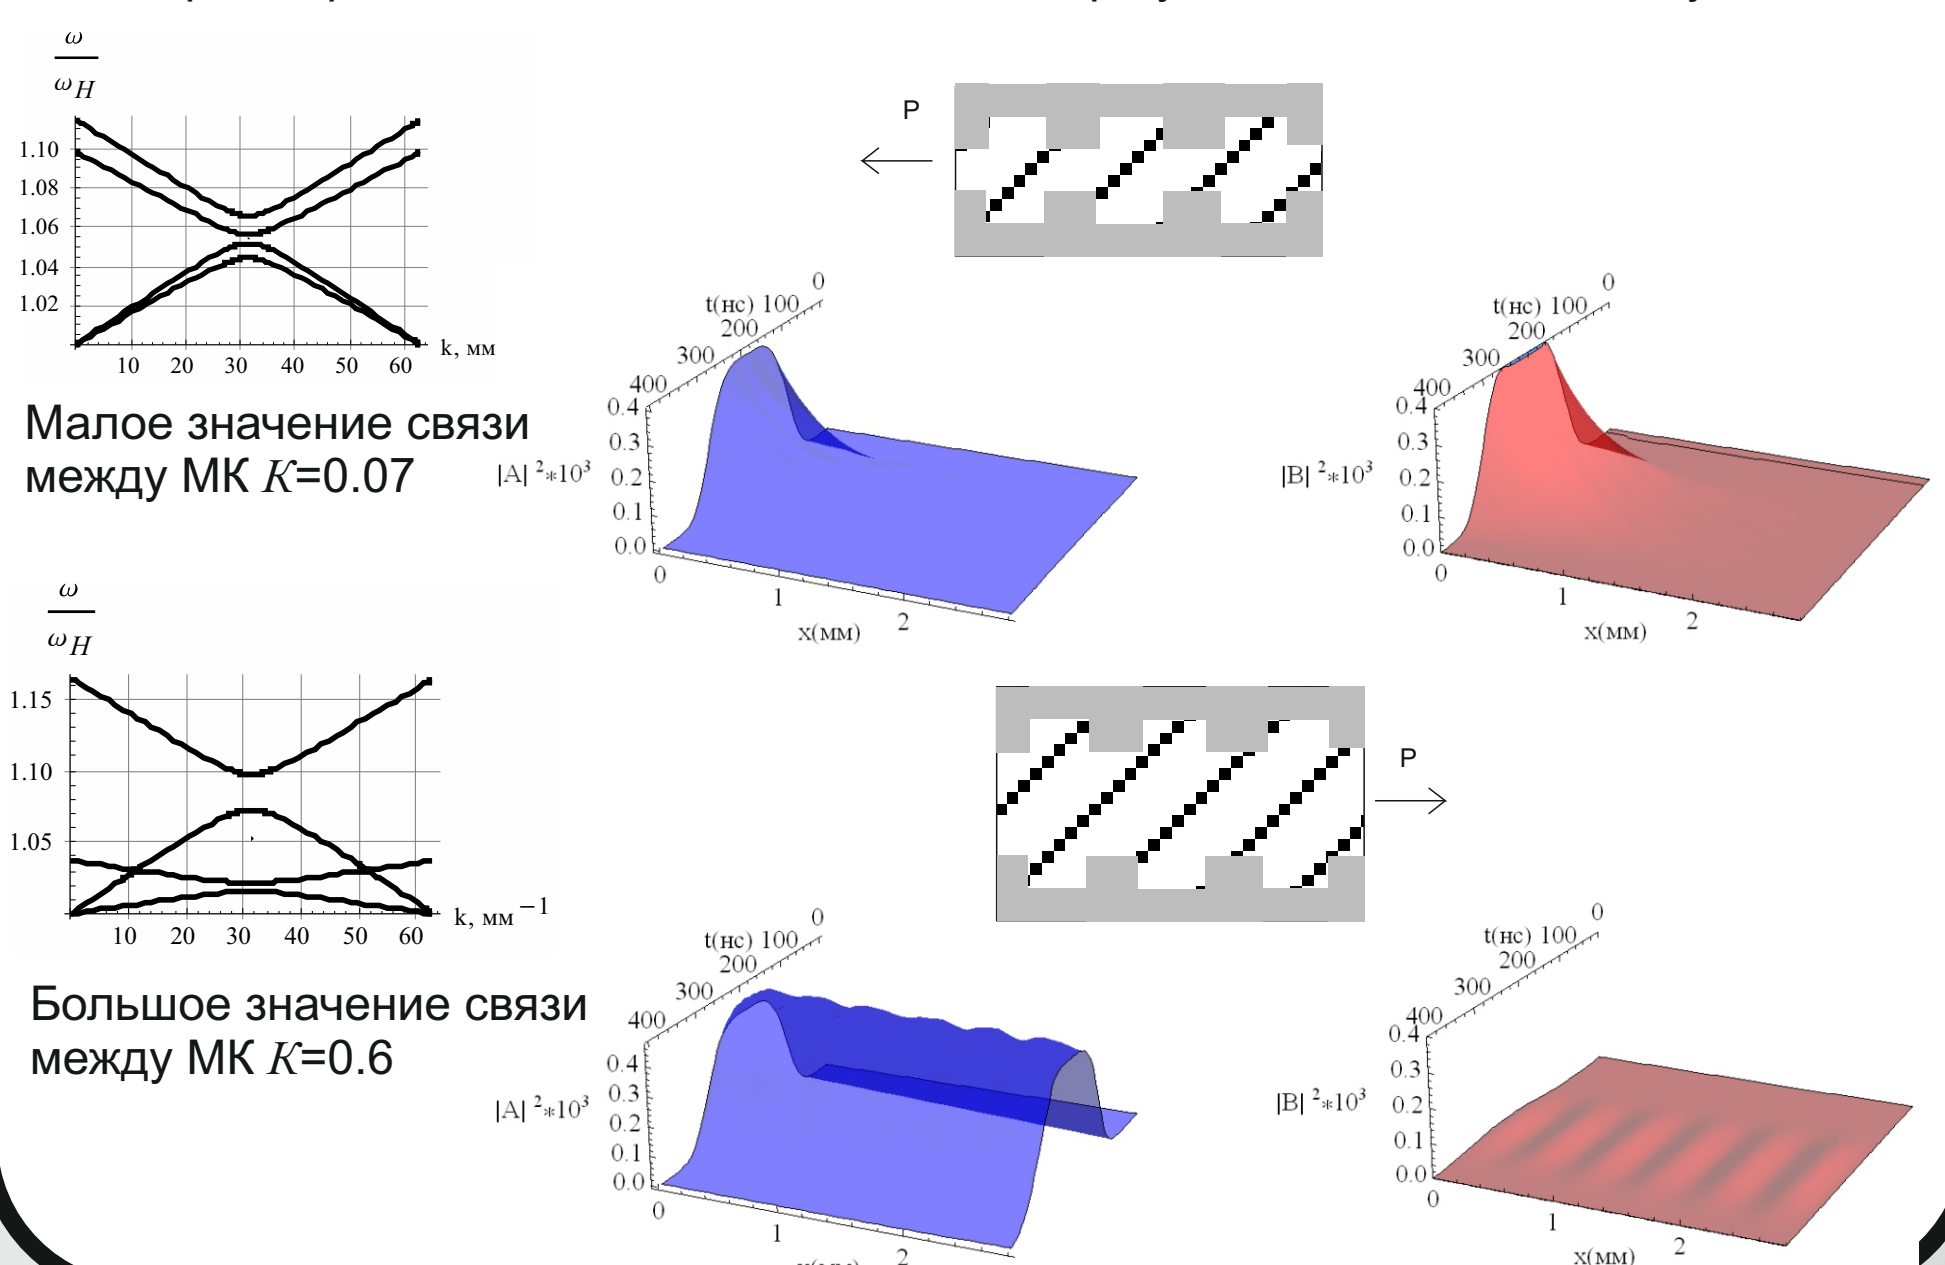 ω
ω H
1.10
1.08
1.06
1.04
1.02
10 20 30 40 50 60
k, мм
Малое значение связи
между МК K=0.07
P
0
t(нс) 100
200
300
400
0.4
0.3
|A| ²*10³ 0.2
0.1
0.0
0
1
2
x(мм)
0
t(нс) 100
200
300
400
0.4
0.3
|B| ²*10³ 0.2
0.1
0.0
0
1
2
x(мм)
ω
ω H
1.15
1.10
1.05
10 20 30 40 50 60
k, мм −1
Большое значение связи
между МК K=0.6
P
0
t(нс) 100
200
300
400
0.4
0.3
|A| ²*10³ 0.2
0.1
0.0
0
1
2
x(мм)
0
t(нс) 100
200
300
400
0.4
0.3
|B| ²*10³ 0.2
0.1
0.0
0
1
2
x(мм)